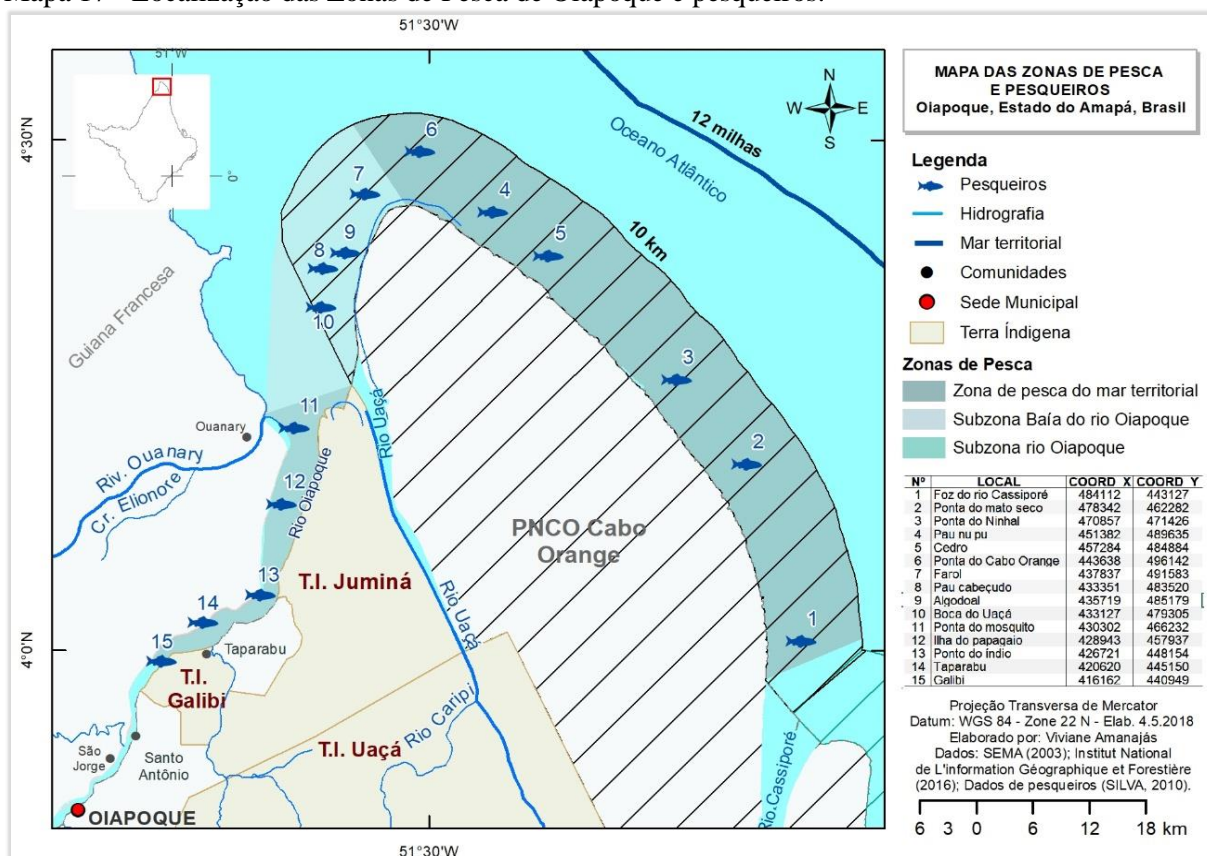 Mapa 17 – Localização das Zonas de Pesca de Oiapoque e pesqueiros.
51°30'W
51°W
0°
4°30'N
4°0'N
N
W E
S
12 milhas
Oceano Atlântico
10 km
6
7
4
5
9
8
10
3
11
2
12
13
14
15
1
Guiana Francesa
Ouanary
Riv. Ouanary
Cr. Elionore
Rio Oiapoque
Rio Uaçá
Rio Uaçá
PNCO Cabo
Orange
T.I. Juminá
Taparabu
T.I.
Galibi
T.I. Uaçá
Rio Caripi
São
Jorge
Santo
Antônio
OIAPOQUE
Rio.Cassiporé
51°30'W
MAPA DAS ZONAS DE PESCA
E PESQUEIROS
Oiapoque, Estado do Amapá, Brasil
Legenda
Pesqueiros
Hidrografia
Mar territorial
Comunidades
Sede Municipal
Terra Índigena
Zonas de Pesca
Zona de pesca do mar territorial
Subzona Baía do rio Oiapoque
Subzona rio Oiapoque
Nº LOCAL COORD X COORD Y
1 Foz do rio Cassiporé 484112 443127
2 Ponta do mato seco 478342 462282
3 Ponta do Ninhal 470857 471426
4 Pau nu pu 451382 489635
5 Cedro 457284 484884
6 Ponta do Cabo Orange 443638 496142
7 Farol 437837 491583
8 Pau cabeçudo 433351 483520
9 Algodoal 435719 485179
10 Boca do Uaçá 433127 479305
11 Ponta do mosquito 430302 466232
12 Ilha do papagaio 428943 457937
13 Ponto do índio 426721 448154
14 Taparabu 420620 445150
15 Galibi 416162 440949
Projeção Transversa de Mercator
Datum: WGS 84 - Zone 22 N - Elab. 4.5.2018
Elaborado por: Viviane Amanajás
Dados: SEMA (2003); Institut National
de L'information Géographique et Forestière
(2016); Dados de pesqueiros (SILVA, 2010).
6 3 0 6 12 18 km